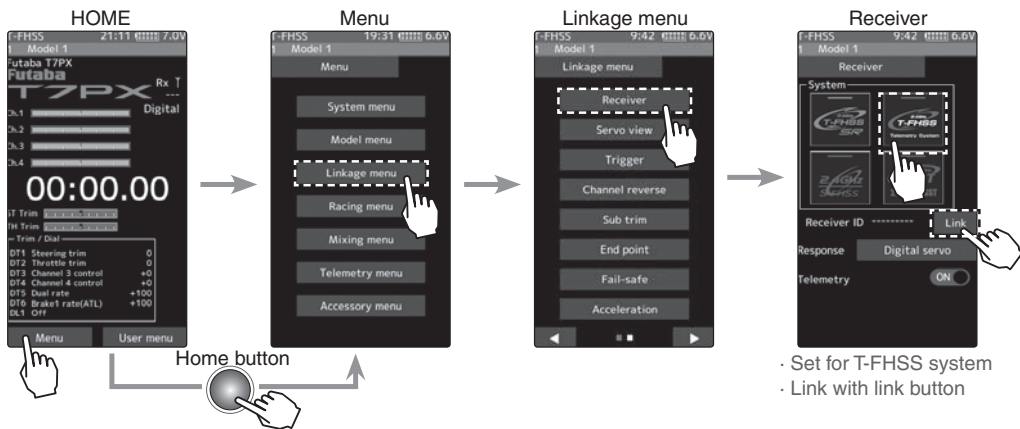 HOME
T-FHSS 21:11 7.0V
1 Model 1
Futaba T7PX
Futaba
T7PX
Rx
---
Digital
Ch.1
Ch.2
Ch.3
Ch.4
00:00.00
ST Trim
TH Trim
Trim / Dial
DT1 Steering trim 0
DT2 Throttle trim 0
DT3 Channel 3 control +0
DT4 Channel 4 control +0
DT5 Dual rate +100
DT6 Brake1 rate(ATL) +100
DL1 Off
Menu User menu
Home button
Menu
T-FHSS 19:31 6.6V
1 Model 1
Menu
System menu
Model menu
Linkage menu
Racing menu
Mixing menu
Telemetry menu
Accessory menu
Linkage menu
T-FHSS 9:42 6.6V
1 Model 1
Linkage menu
Receiver
Servo view
Trigger
Channel reverse
Sub trim
End point
Fail-safe
Acceleration
Receiver
T-FHSS 9:42 6.6V
1 Model 1
Receiver
System
T-FHSS
SR
T-FHSS
Telemetry System
2.4GHz
S-FHSS
Receiver ID --------- Link
Response Digital servo
Telemetry ON
· Set for T-FHSS system
· Link with link button